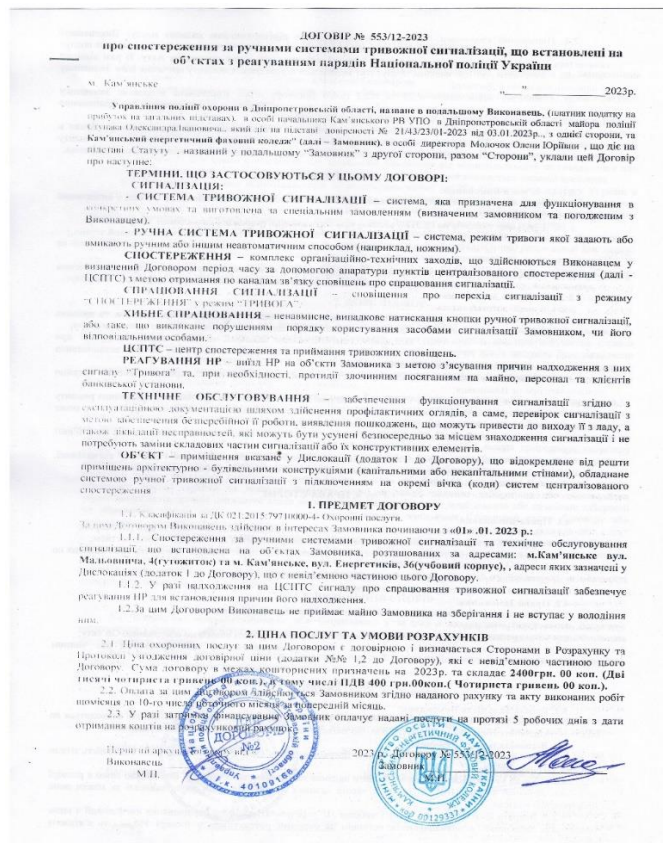 ДОГОВІР № 553/12-2023
про спостереження за ручними системами тривожної сигналізації, що встановлені на
об’єктах з реагуванням нарядів Національної поліції України
м Кам’янське „___” ______________2023р.
Управління поліції охорони в Дніпропетровській області, назване в подальшому Виконавець, (платник податку на
прибуток на загальних підставах), в особі начальника Кам’янського РВ УПО в Дніпропетровській області майора поліції
Ступака Олександра Івановича, який діє на підставі довіреності № 21/43/23/01-2023 від 03.01.2023р., з однієї сторони, та
Кам’янський енергетичний фаховий коледж” (далі – Замовник), в особі директора Молочок Олени Юріївни , що діє на
підставі Статуту , названий у подальшому “Замовник” з другої сторони, разом “Сторони”, уклали цей Договір
про наступне:
ТЕРМІНИ, ЩО ЗАСТОСОВУЮТЬСЯ У ЦЬОМУ ДОГОВОРІ:
СИГНАЛІЗАЦІЯ:
- СИСТЕМА ТРИВОЖНОЇ СИГНАЛІЗАЦІЇ – система, яка призначена для функціонування в
конкретних умовах та виготовлена за спеціальним замовленням (визначеним замовником та погодженим з
Виконавцем).
- РУЧНА СИСТЕМА ТРИВОЖНОЇ СИГНАЛІЗАЦІЇ – система, режим тривоги якої задають або
вмикають ручним або іншим неавтоматичним способом (наприклад, ножним).
СПОСТЕРЕЖЕННЯ – комплекс організаційно-технічних заходів, що здійснюються Виконавцем у
визначений Договором період часу за допомогою апаратури пунктів централізованого спостереження (далі -
ЦСПТС) з метою отримання по каналам зв’язку сповіщень про спрацювання сигналізації.
СПРАЦЮВАННЯ СИГНАЛІЗАЦІЇ – сповіщення про перехід сигналізації з режиму
“СПОСТЕРЕЖЕННЯ” у режим “ТРИВОГА”.
ХИБНЕ СПРАЦЮВАННЯ – ненавмисне, випадкове натискання кнопки ручної тривожної сигналізації,
або таке, що викликане порушенням порядку користування засобами сигналізації Замовником, чи його
відповідальними особами.
ЦСПТС – центр спостереження та приймання тривожних сповіщень.
РЕАГУВАННЯ НР – виїзд НР на об’єкти Замовника з метою з’ясування причин надходження з них
сигналу “Тривога” та, при необхідності, протидії злочинним посяганням на майно, персонал та клієнтів
банківської установи.
ТЕХНІЧНЕ ОБСЛУГОВУВАННЯ – забезпечення функціонування сигналізації згідно з
експлуатаційною документацією шляхом здійснення профілактичних оглядів, а саме, перевірок сигналізації з
метою забезпечення безперебійної її роботи, виявлення пошкоджень, що можуть привести до виходу її з ладу, а
також ліквідації несправностей, які можуть бути усунені безпосередньо за місцем знаходження сигналізації і не
потребують заміни складових частин сигналізації або їх конструктивних елементів.
ОБ’ЄКТ – приміщення вказане у Дислокації (додаток 1 до Договору), що відокремлене від решти
приміщень архітектурно - будівельними конструкціями (капітальними або некапітальними стінами), обладнане
системою ручної тривожної сигналізації з підключенням на окремі вічка (коди) систем централізованого
спостереження
1. ПРЕДМЕТ ДОГОВОРУ
1.1. Класифікація за ДК 021:2015:79710000-4- Охоронні послуги.
За цим Договором Виконавець здійснює в інтересах Замовника починаючи з «01» .01. 2023 р.:
1.1.1. Спостереження за ручними системами тривожної сигналізації та технічне обслуговування
сигналізації, що встановлена на об’єктах Замовника, розташованих за адресами: м.Кам’янське вул.
Мальовнича, 4(гутожиток) та м. Кам’янське, вул. Енергетиків, 36(учбовий корпус), , адреси яких зазначені у
Дислокаціях (додаток 1 до Договору), що є невід’ємною частиною цього Договору.
1.1.2. У разі надходження на ЦСПТС сигналу про спрацювання тривожної сигналізації забезпечує
реагування НР для встановлення причин його надходження.
1.2.За цим Договором Виконавець не приймає майно Замовника на зберігання і не вступає у володіння
ним.
2. ЦІНА ПОСЛУГ ТА УМОВИ РОЗРАХУНКІВ
2.1. Ціна охоронних послуг за цим Договором є договірною і визначається Сторонами в Розрахунку та
Протоколі узгодження договірної ціни (додатки №№ 1,2 до Договору), які є невід’ємною частиною цього
Договору. Сума договору в межах кошторисних призначень на 2023р. та складає 2400грн. 00 коп. (Дві
тисячі чотириста гривень 00 коп.), в тому числі ПДВ 400 грн.00коп.( Чотириста гривень 00 коп.).
2.2. Оплата за цим Договором здійснюється Замовником згідно наданого рахунку та акту виконаних робіт
щомісяця до 10-го числа поточного місяця за попередній місяць.
2.3. У разі затримки фінансування Замовник оплачує надані послуги на протязі 5 робочих днів з дати
отримання коштів на розрахунковий рахунок.
2023 р. Договору № 553/12-2023
Виконавець Замовник
М.П. М.П.
ДОГОВОРІВ
№2
і.к. 40109168
МІНІСТЕРСТВО ОСВІТИ І НАУКИ УКРАЇНИ
00129337